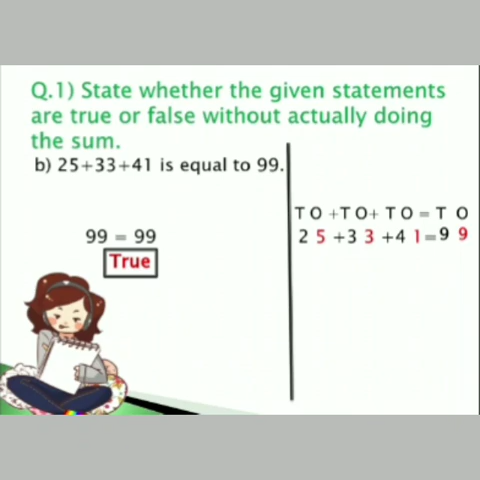 Q.1) State whether the given statements
are true or false without actually doing
the sum.
b) 25+33+41 is equal to 99.
T O +T O+ T O = T O
2 5 +3 3 +4 1=9 9
99 = 99
True